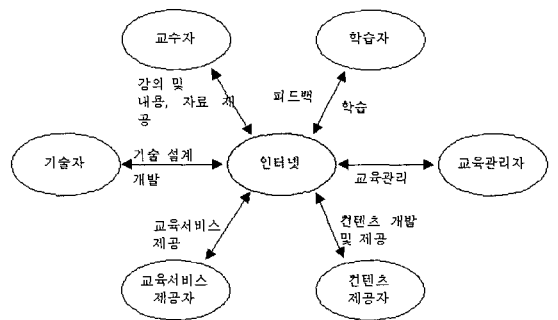 교수자
학습자
강의 및
내용, 자료 제
공
피드백
학습
기술자
기술 설계
개발
인터넷
교육관리
교육관리자
교육서비스
제공
컨텐츠 개발
및 제공
교육서비스
제공자
컨텐츠
제공자